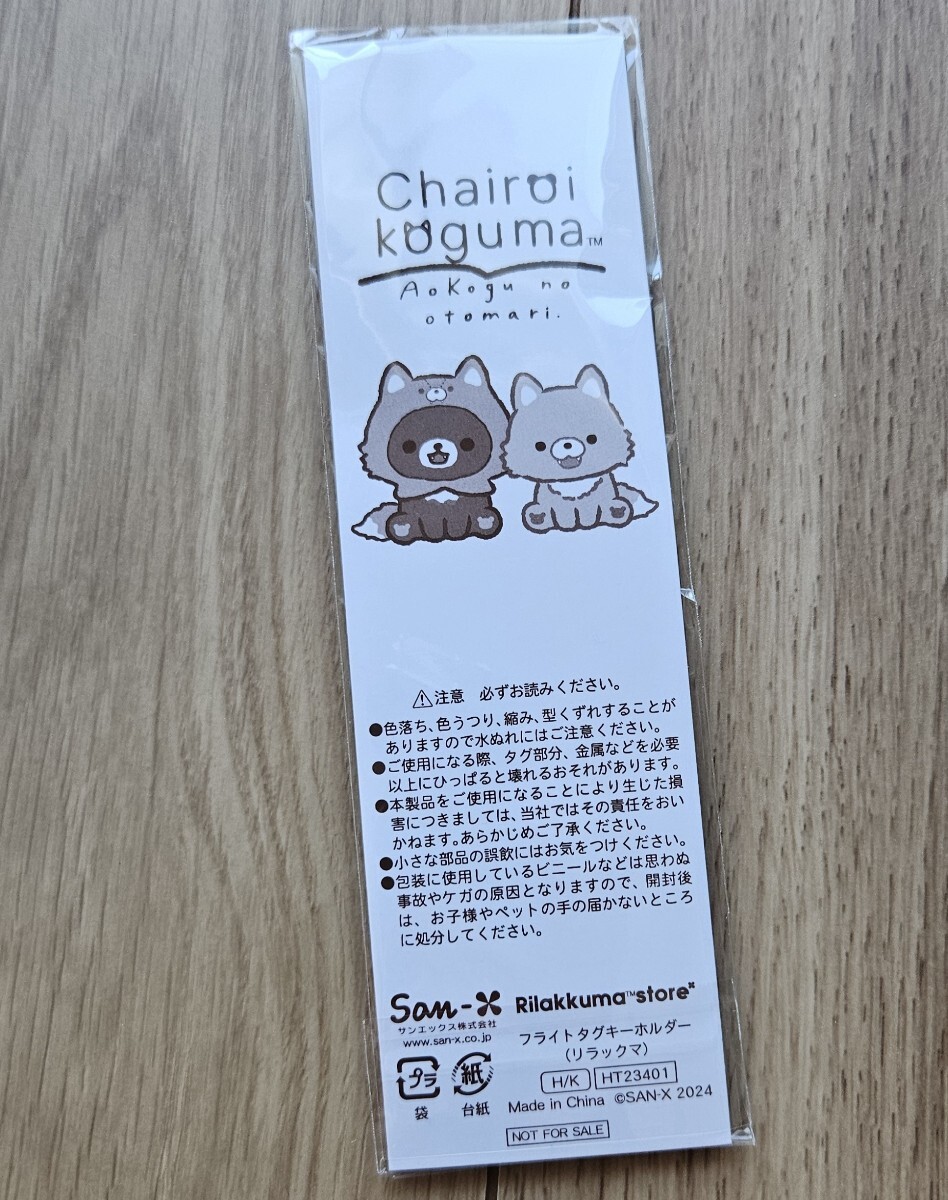 Chairoi
koguma™
Aokogu no
otomari.
⚠注意　必ずお読みください。
●色落ち、色うつり、縮み、型くずれすることが
ありますので水ぬれにはご注意ください。
●ご使用になる際、タグ部分、金属などを必要
以上にひっぱると壊れるおそれがあります。
●本製品をご使用になることにより生じた損
害につきましては、当社ではその責任をおい
かねます。あらかじめご了承ください。
●小さな部品の誤飲にはお気をつけください。
●包装に使用しているビニールなどは思わぬ
事故やケガの原因となりますので、開封後
は、お子様やペットの手の届かないところ
に処分してください。
San-X
サンエックス株式会社
www.san-x.co.jp
プラ
袋
紙
台紙
Rilakkuma™store
フライトタグキーホルダー
(リラックマ)
H/K HT23401
Made in China ©SAN-X 2024
NOT FOR SALE